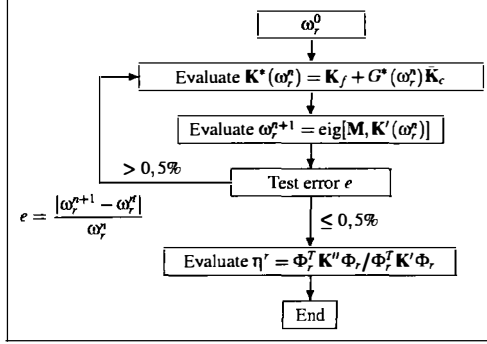 ω_r^0
Evaluate K*(ω_r^n) = K_f + G*(ω_r^n) K̄_c
Evaluate ω_r^{n+1} = eig[M, K′(ω_r^n)]
> 0,5%
Test error e
e = |ω_r^{n+1} − ω_r^n| / ω_r^n
≤ 0,5%
Evaluate η^r = Φ_r^T K″ Φ_r / Φ_r^T K′ Φ_r
End